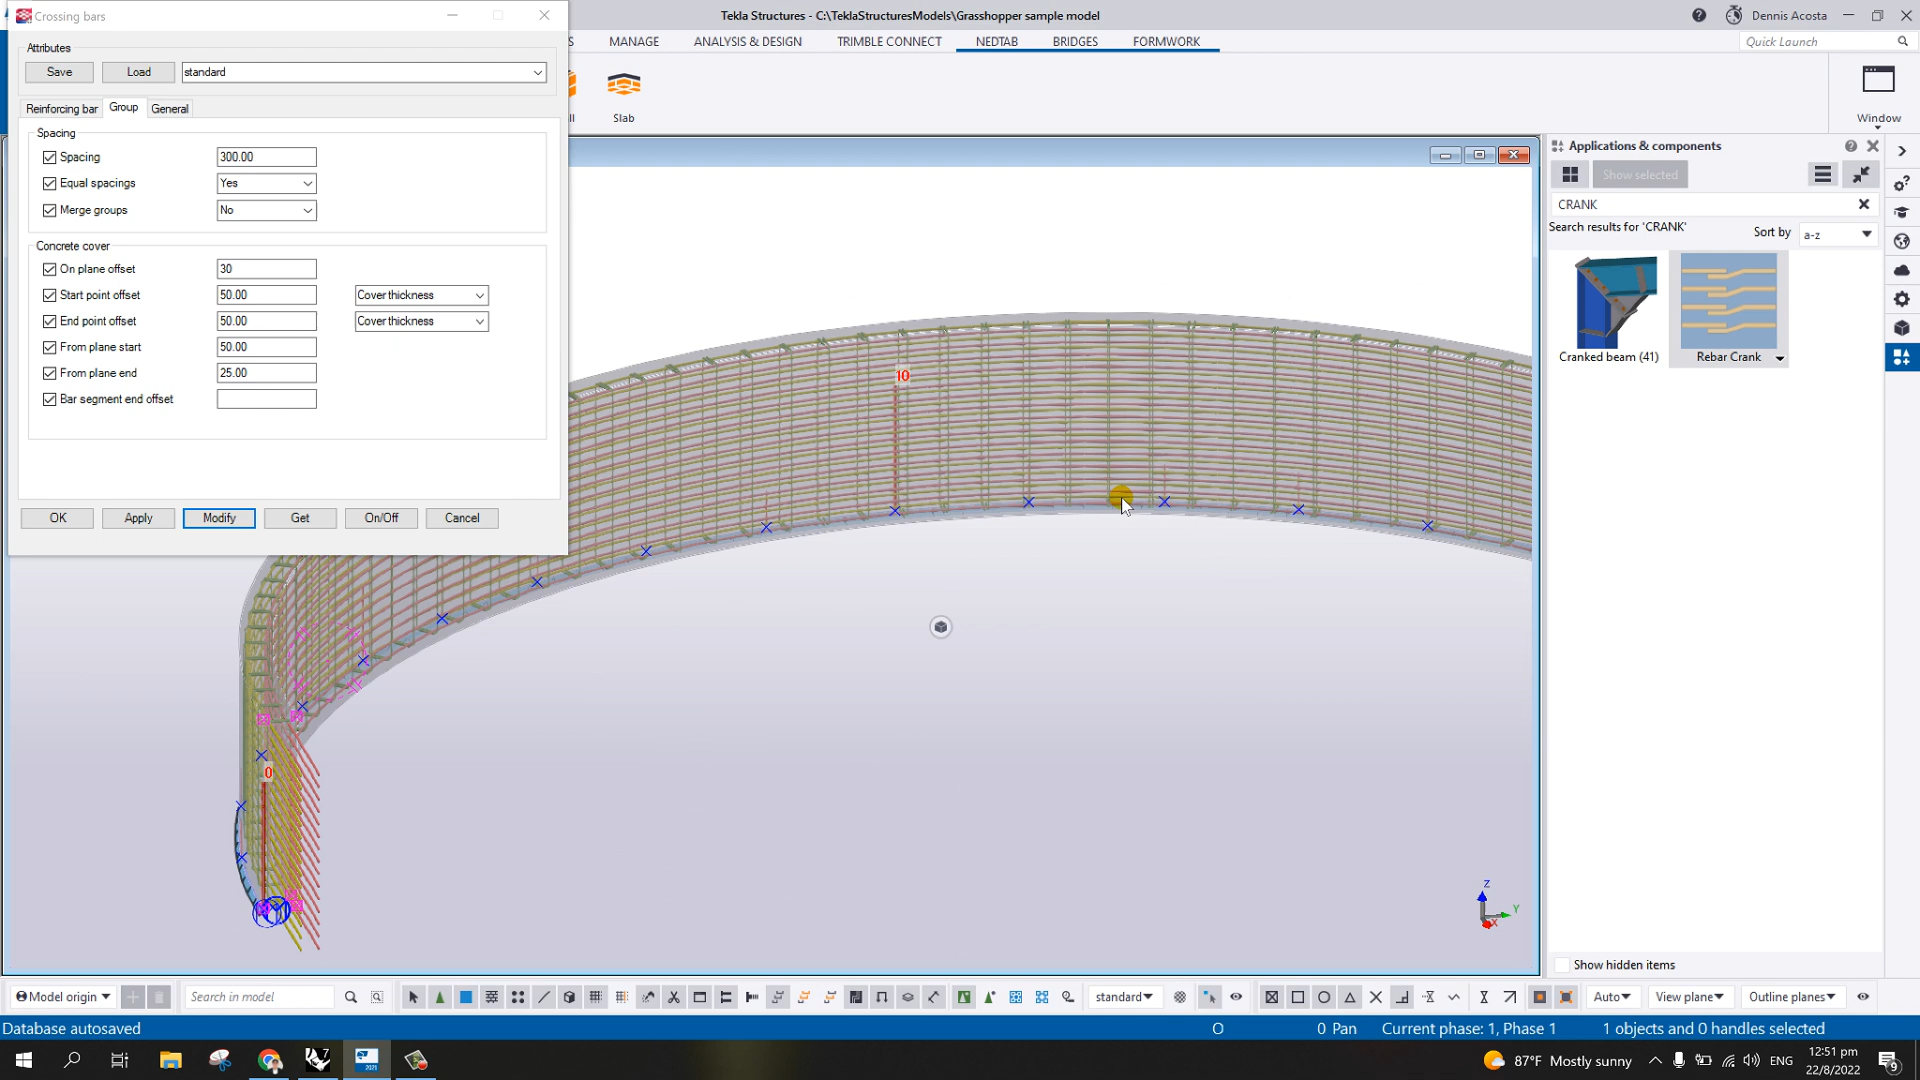 Crossing bars
Tekla Structures - C:\TeklaStructuresModels\Grasshopper sample model
Dennis Acosta
MANAGE
ANALYSIS & DESIGN
TRIMBLE CONNECT
NEDTAB
BRIDGES
FORMWORK
Quick Launch
Slab
Window
Attributes
Save
Load
standard
Reinforcing bar
Group
General
Spacing
Spacing
300.00
Equal spacings
Yes
Merge groups
No
Concrete cover
On plane offset
30
Start point offset
50.00
Cover thickness
End point offset
50.00
Cover thickness
From plane start
50.00
From plane end
25.00
Bar segment end offset
OK
Apply
Modify
Get
On/Off
Cancel
10
0
Z
Y
X
Applications & components
Show selected
CRANK
Search results for 'CRANK'
Sort by
a-z
Cranked beam (41)
Rebar Crank
Show hidden items
Model origin
Search in model
standard
Auto
View plane
Outline planes
Database autosaved
O
0 Pan
Current phase: 1, Phase 1
1 objects and 0 handles selected
87°F Mostly sunny
ENG
12:51 pm
22/8/2022
9